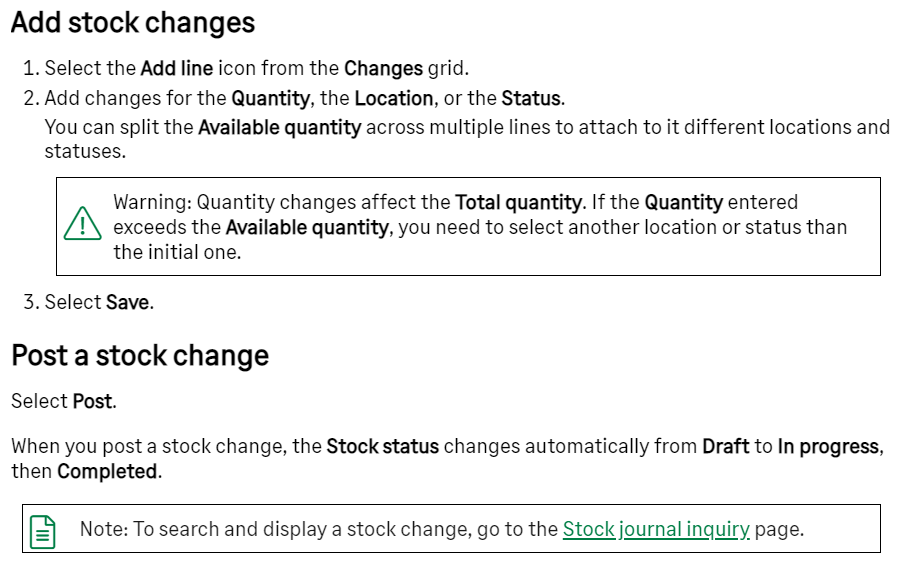 Add stock changes
1. Select the Add line icon from the Changes grid.
2. Add changes for the Quantity, the Location, or the Status.
You can split the Available quantity across multiple lines to attach to it different locations and
statuses.
Warning: Quantity changes affect the Total quantity. If the Quantity entered
exceeds the Available quantity, you need to select another location or status than
the initial one.
3. Select Save.
Post a stock change
Select Post.
When you post a stock change, the Stock status changes automatically from Draft to In progress,
then Completed.
Note: To search and display a stock change, go to the Stock journal inquiry page.